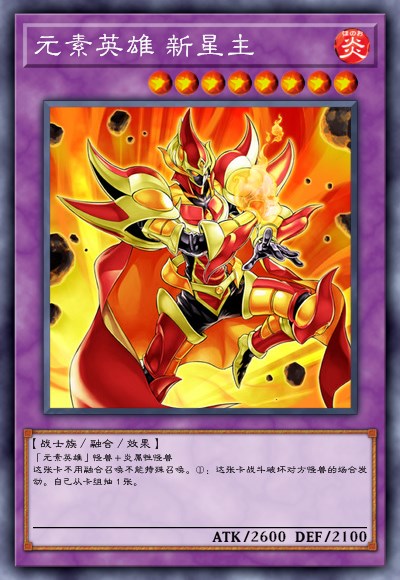 元素英雄 新星主
ほのお
炎
【战士族／融合／效果】
「元素英雄」怪兽＋炎属性怪兽
这张卡不用融合召唤不能特殊召唤。①：这张卡战斗破坏对方怪兽的场合发
动。自己从卡组抽1张。
ATK/2600 DEF/2100